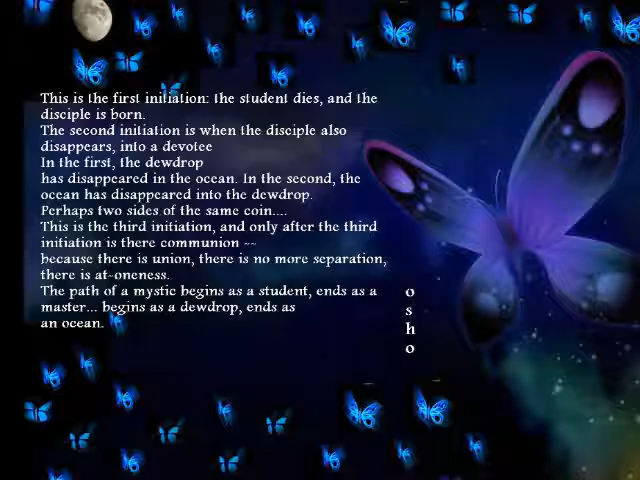 This is the first initiation: the student dies, and the
disciple is born.
The second initiation is when the disciple also
disappears, into a devotee
In the first, the dewdrop
has disappeared in the ocean. In the second, the
ocean has disappeared into the dewdrop.
Perhaps two sides of the same coin....
This is the third initiation, and only after the third
initiation is there communion ~~
because there is union, there is no more separation,
there is at-oneness.
The path of a mystic begins as a student, ends as a
master... begins as a dewdrop, ends as
an ocean.
o
s
h
o